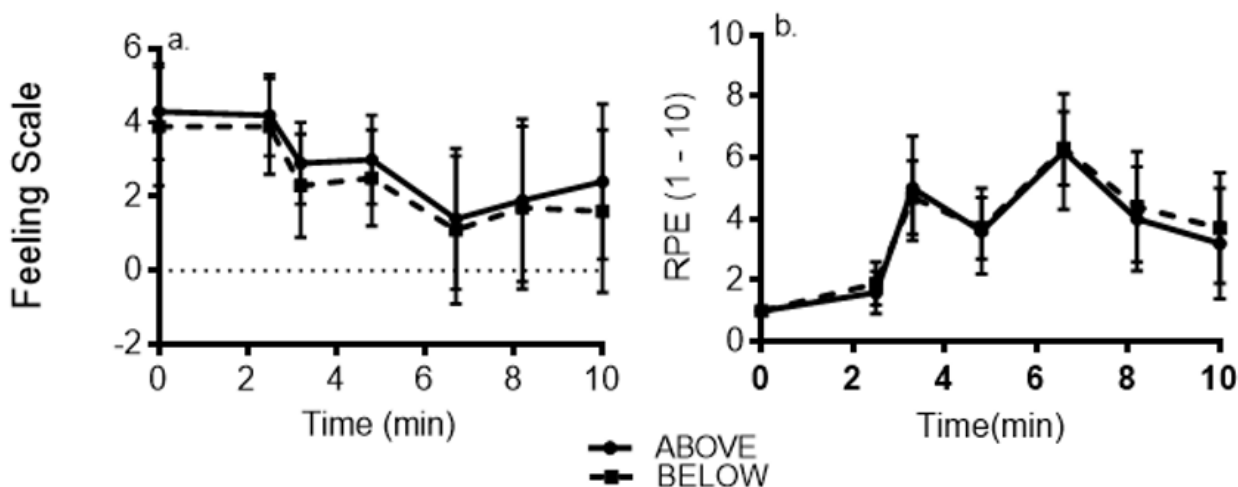 a.
Feeling Scale
6
4
2
0
-2
0 2 4 6 8 10
Time (min)
b.
RPE (1 - 10)
10
8
6
4
2
0
0 2 4 6 8 10
Time(min)
ABOVE
BELOW